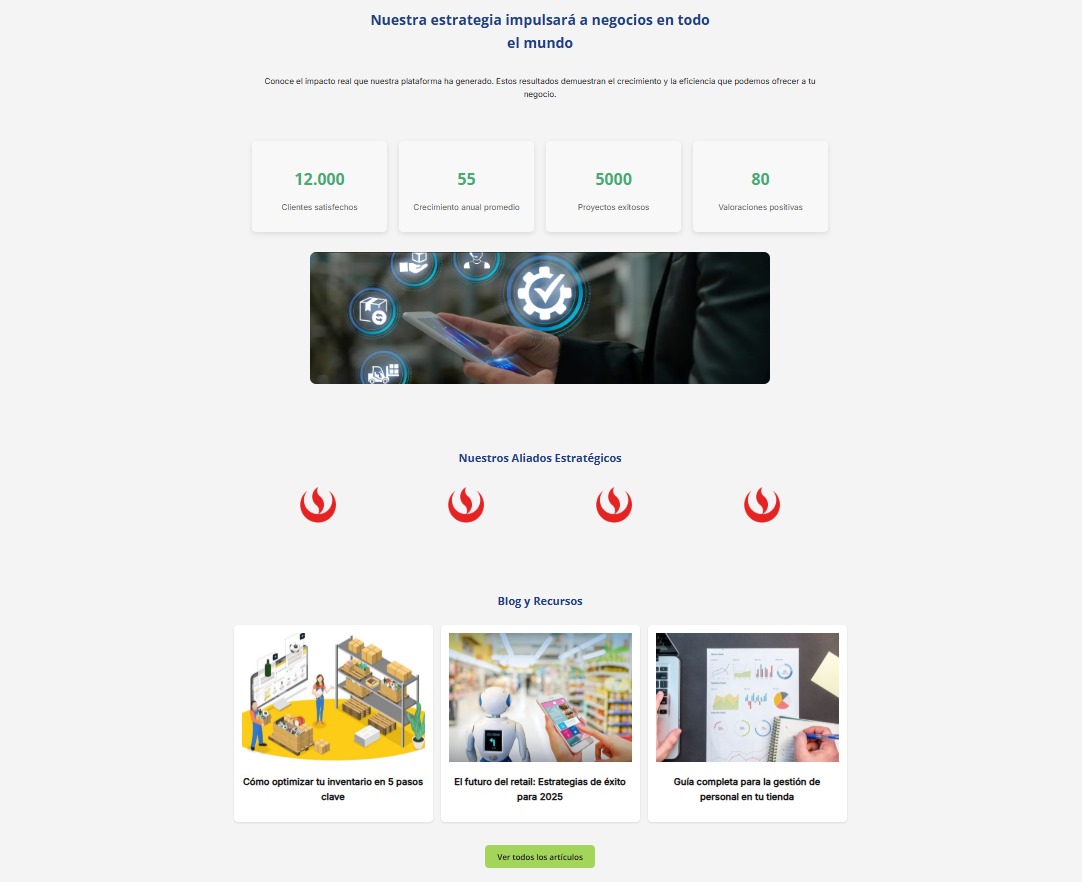 Nuestra estrategia impulsará a negocios en todo
el mundo
Conoce el impacto real que nuestra plataforma ha generado. Estos resultados demuestran el crecimiento y la eficiencia que podemos ofrecer a tu
negocio.
12.000
55
5000
80
Clientes satisfechos
Crecimiento anual promedio
Proyectos exitosos
Valoraciones positivas
Nuestros Aliados Estratégicos
Blog y Recursos
Cómo optimizar tu inventario en 5 pasos
clave
El futuro del retail: Estrategias de éxito
para 2025
Guía completa para la gestión de
personal en tu tienda
Ver todos los artículos